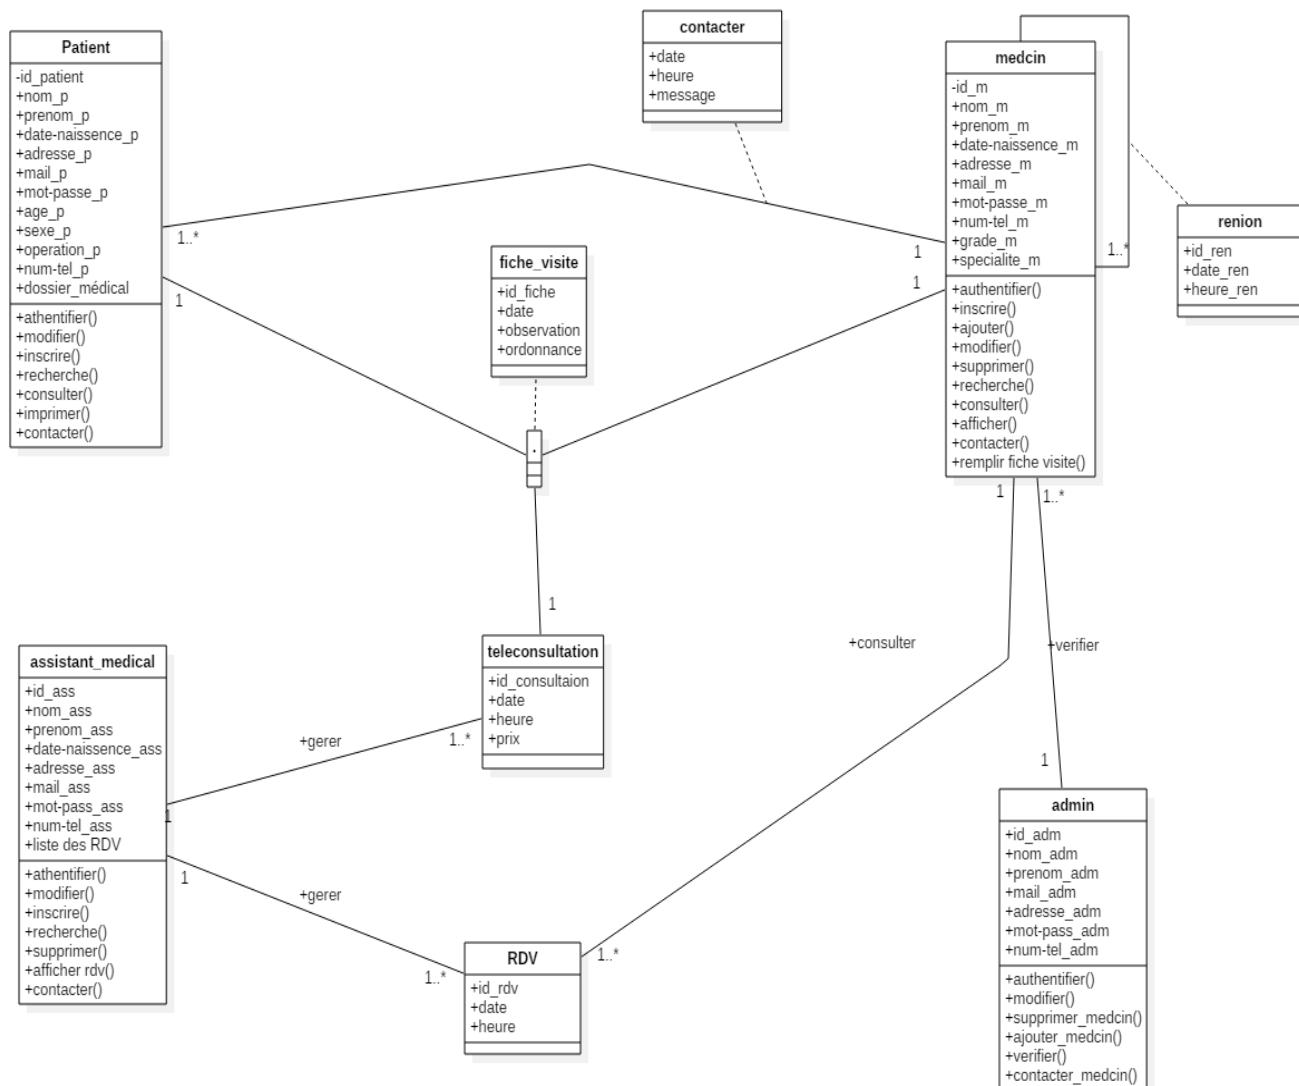 Patient
-id_patient
+nom_p
+prenom_p
+date-naissence_p
+adresse_p
+mail_p
+mot-passe_p
+age_p
+sexe_p
+operation_p
+num-tel_p
+dossier_médical
+athentifier()
+modifier()
+inscrire()
+recherche()
+consulter()
+imprimer()
+contacter()
1..*
1
contacter
+date
+heure
+message
medcin
-id_m
+nom_m
+prenom_m
+date-naissence_m
+adresse_m
+mail_m
+mot-passe_m
+num-tel_m
+grade_m
+specialite_m
+authentifier()
+inscrire()
+ajouter()
+modifier()
+supprimer()
+recherche()
+consulter()
+afficher()
+contacter()
+remplir fiche visite()
1
1
1..*
1
1..*
renion
+id_ren
+date_ren
+heure_ren
fiche_visite
+id_fiche
+date
+observation
+ordonnance
1
teleconsultation
+id_consultaion
+date
+heure
+prix
+consulter
+verifier
assistant_medical
+id_ass
+nom_ass
+prenom_ass
+date-naissence_ass
+adresse_ass
+mail_ass
+mot-pass_ass
+num-tel_ass
+liste des RDV
+athentifier()
+modifier()
+inscrire()
+recherche()
+supprimer()
+afficher rdv()
+contacter()
+gerer
1..*
1
1
+gerer
1..*
RDV
+id_rdv
+date
+heure
1..*
1
admin
+id_adm
+nom_adm
+prenom_adm
+mail_adm
+adresse_adm
+mot-pass_adm
+num-tel_adm
+authentifier()
+modifier()
+supprimer_medcin()
+ajouter_medcin()
+verifier()
+contacter_medcin()